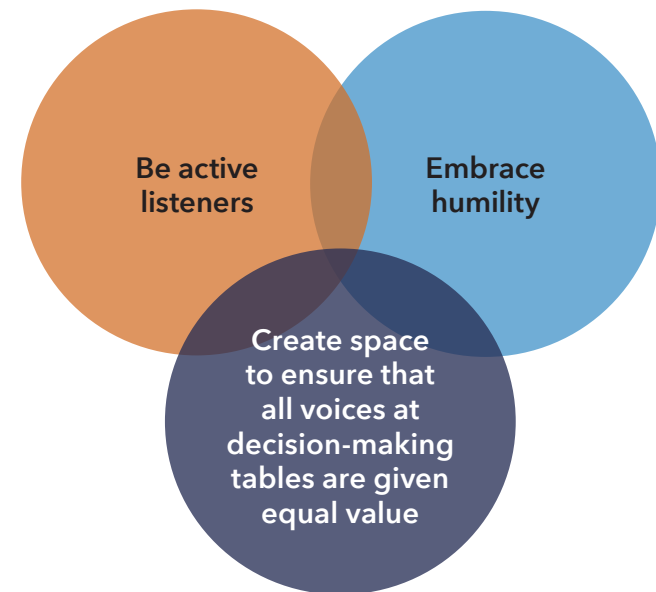 Be active
listeners
Embrace
humility
Create space
to ensure that
all voices at
decision-making
tables are given
equal value